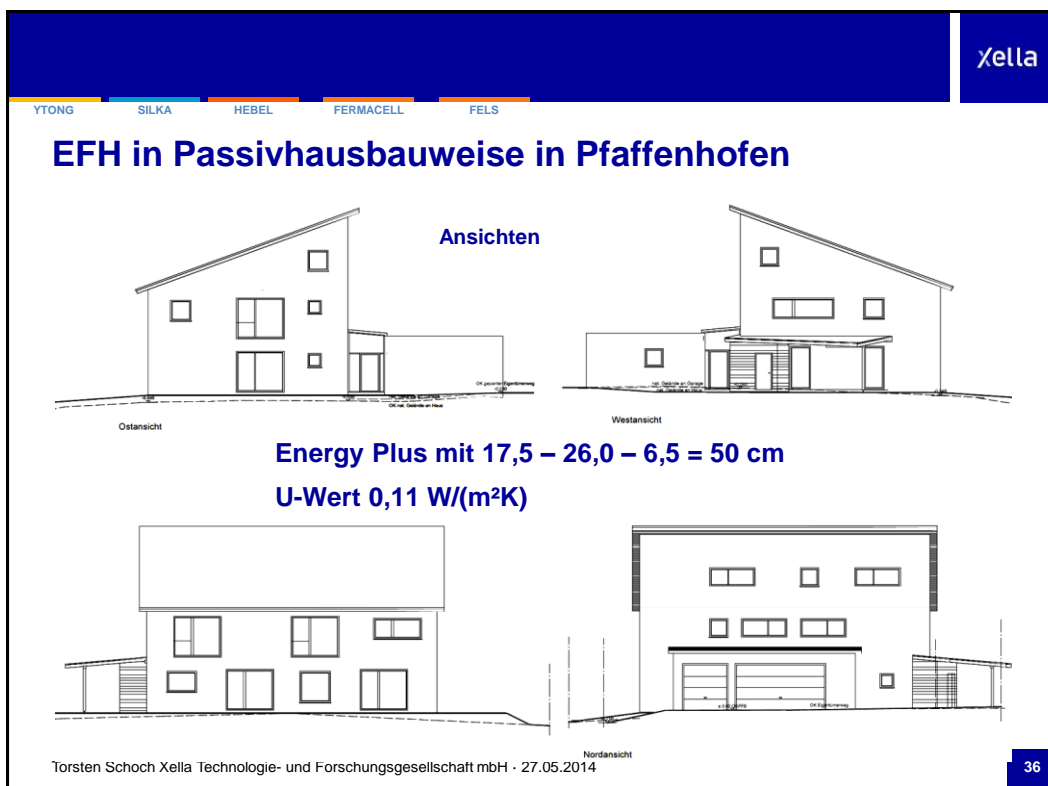 Xella
YTONG SILKA HEBEL FERMACELL FELS
EFH in Passivhausbauweise in Pfaffenhofen
Ansichten
Ostansicht
Westansicht
Energy Plus mit 17,5 – 26,0 – 6,5 = 50 cm
U-Wert 0,11 W/(m²K)
Nordansicht
Torsten Schoch Xella Technologie- und Forschungsgesellschaft mbH · 27.05.2014
36